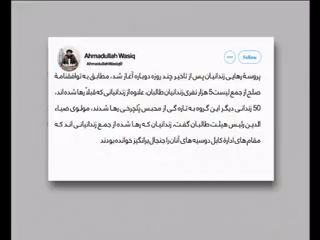 Ahmadullah Wasiq
@AhmadullahWasiq
Follow
پروسهٔ رهایی زندانیان پس از تاخیر چند روزه دوباره آغاز شد، مطابق به توافقنامهٔ
صلح از جمع لیست 5 هزار نفری زندانیان طالبان، علاوه از زندانیانی که قبلاً رها شده اند،
50 زندانی دیگر این گروه به تازه گی از محبس پلچرخی رها شدند، مولوی ضیاء
الدین رئیس هیئت طالبان گفت، زندانیان که رها شده از جمع زندانیانی اند که
مقام های ادارهٔ کابل دوسیه های آنان را جنجال برانگیز خوانده بودند